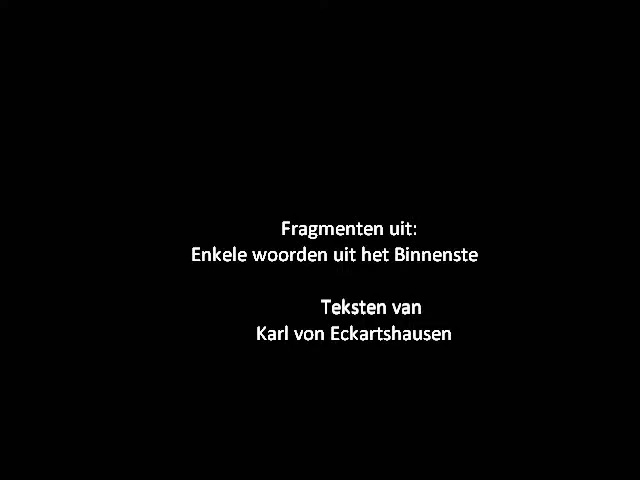 Fragmenten uit:
Enkele woorden uit het Binnenste
Teksten van
Karl von Eckartshausen